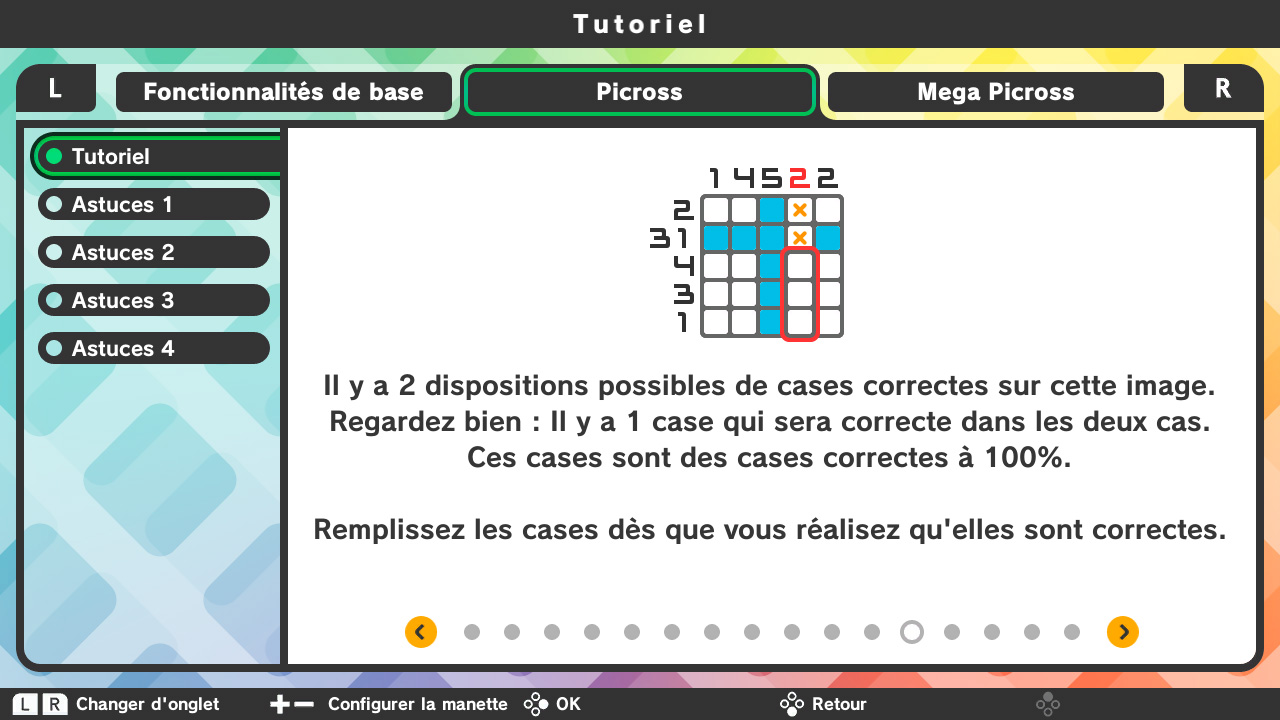 Tutoriel
L
Fonctionnalités de base
Picross
Mega Picross
R
Tutoriel
Astuces 1
Astuces 2
Astuces 3
Astuces 4
1 4 5 2 2
2
3 1
4
3
1
Il y a 2 dispositions possibles de cases correctes sur cette image.
Regardez bien : Il y a 1 case qui sera correcte dans les deux cas.
Ces cases sont des cases correctes à 100%.
Remplissez les cases dès que vous réalisez qu'elles sont correctes.
L R Changer d'onglet
Configurer la manette
OK
Retour